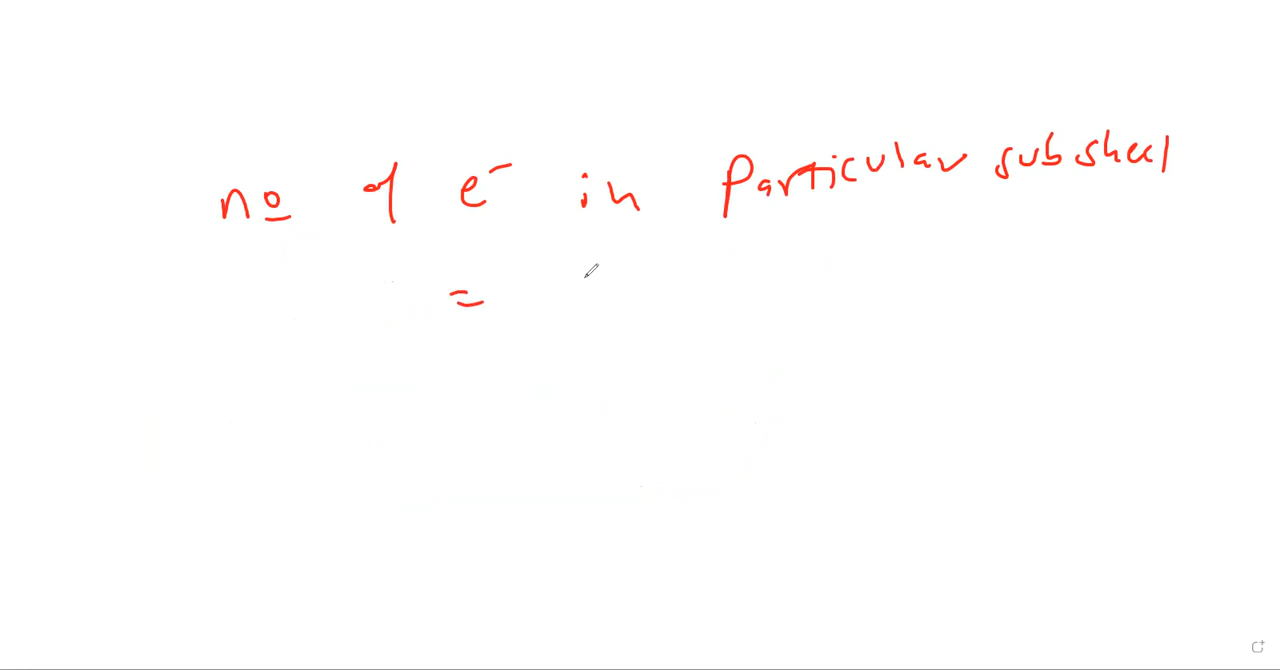 no of e⁻ in particular subshell
=